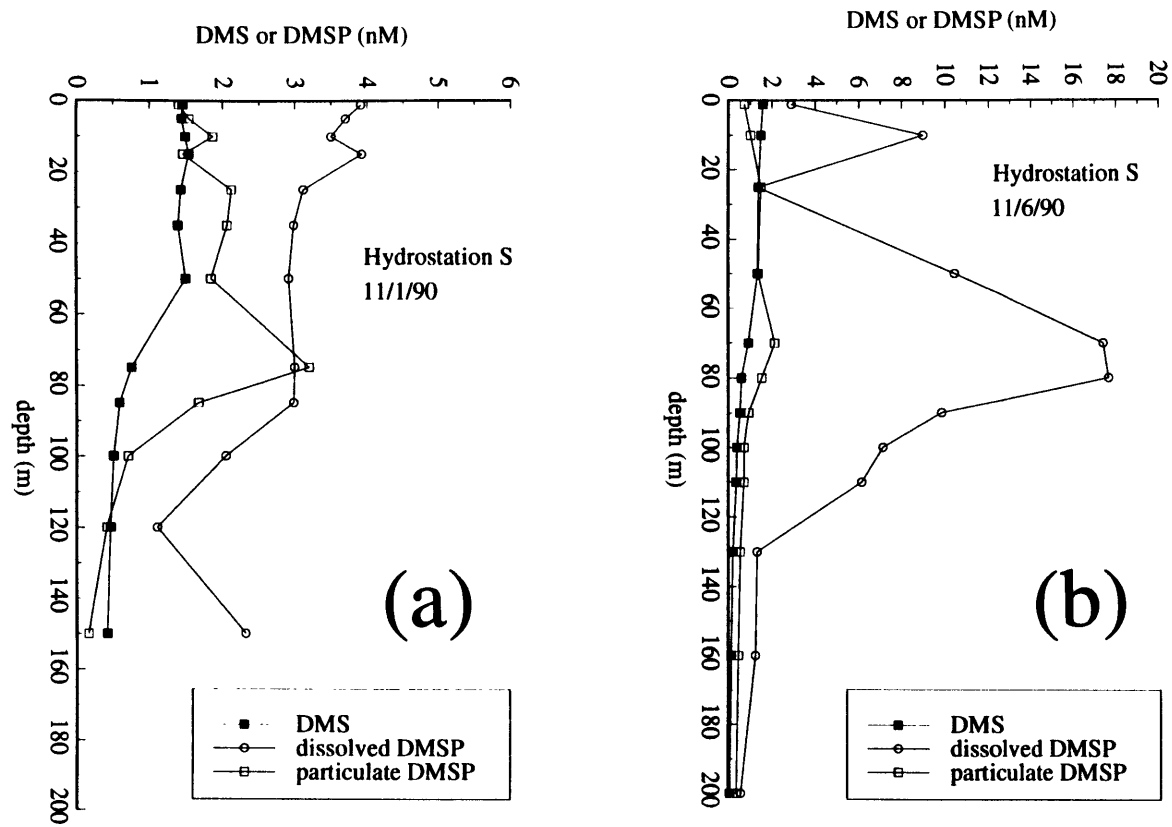 DMS or DMSP (nM)
0 1 2 3 4 5 6
0
20
40
60
80
100
120
140
160
180
200
depth (m)
Hydrostation S
11/1/90
(a)
DMS
dissolved DMSP
particulate DMSP
DMS or DMSP (nM)
0 2 4 6 8 10 12 14 16 18 20
0
20
40
60
80
100
120
140
160
180
200
depth (m)
Hydrostation S
11/6/90
(b)
DMS
dissolved DMSP
particulate DMSP